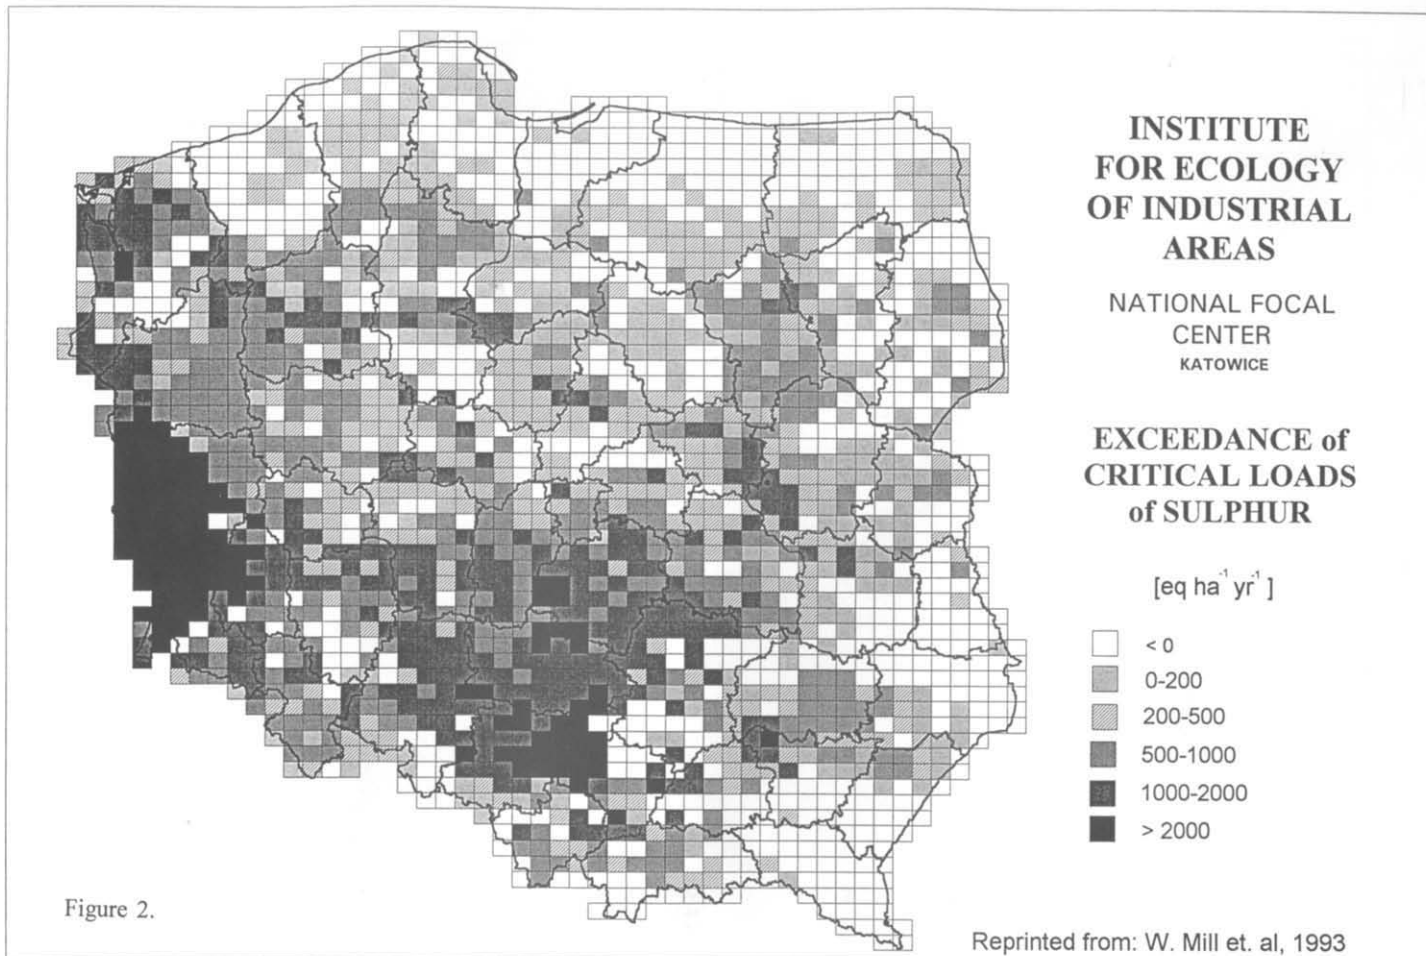 INSTITUTE
FOR ECOLOGY
OF INDUSTRIAL
AREAS
NATIONAL FOCAL
CENTER
KATOWICE
EXCEEDANCE of
CRITICAL LOADS
of SULPHUR
[eq ha⁻¹ yr⁻¹ ]
< 0
0-200
200-500
500-1000
1000-2000
> 2000
Figure 2.
Reprinted from: W. Mill et. al, 1993